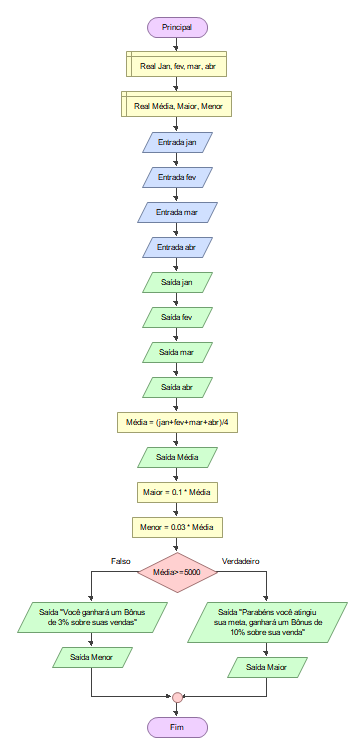 Principal
Real Jan, fev, mar, abr
Real Média, Maior, Menor
Entrada jan
Entrada fev
Entrada mar
Entrada abr
Saída jan
Saída fev
Saída mar
Saída abr
Média = (jan+fev+mar+abr)/4
Saída Média
Maior = 0.1 * Média
Menor = 0.03 * Média
Falso
Verdadeiro
Média>=5000
Saída "Você ganhará um Bônus
de 3% sobre suas vendas"
Saída Menor
Saída "Parabéns você atingiu
sua meta, ganhará um Bônus de
10% sobre sua venda"
Saída Maior
Fim